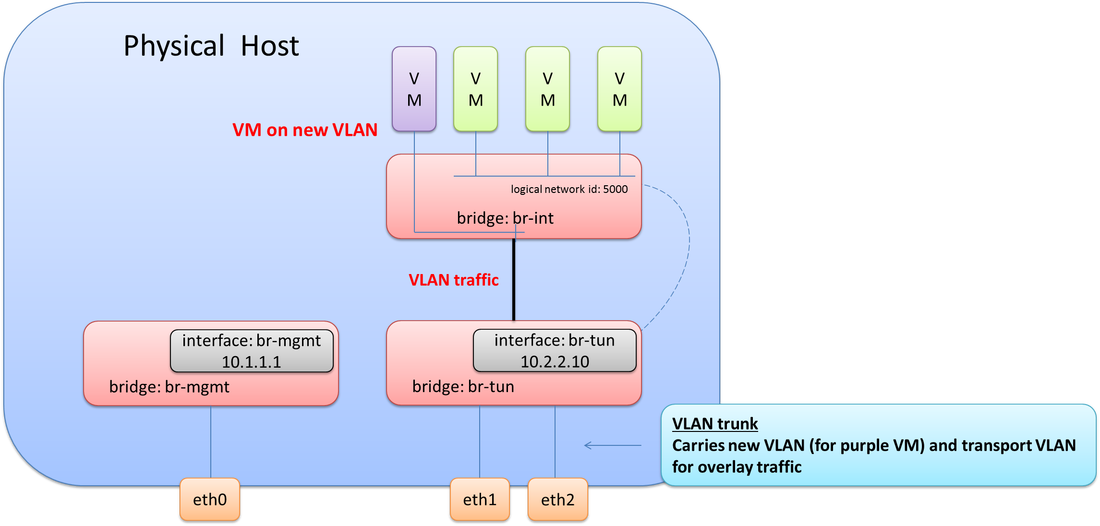 Physical Host
V
M
V
M
V
M
V
M
VM on new VLAN
logical network id: 5000
bridge: br-int
VLAN traffic
interface: br-mgmt
10.1.1.1
bridge: br-mgmt
interface: br-tun
10.2.2.10
bridge: br-tun
VLAN trunk
Carries new VLAN (for purple VM) and transport VLAN
for overlay traffic
eth0
eth1
eth2